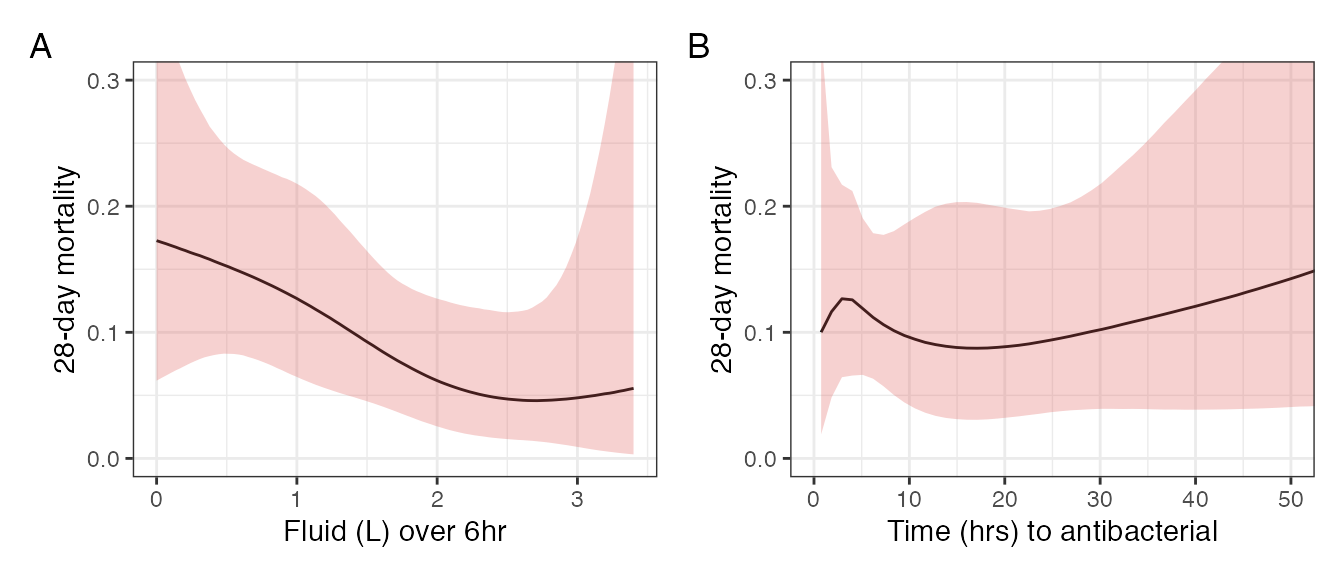 A
28-day mortality
0.3
0.2
0.1
0.0
0 1 2 3
Fluid (L) over 6hr
B
28-day mortality
0.3
0.2
0.1
0.0
0 10 20 30 40 50
Time (hrs) to antibacterial